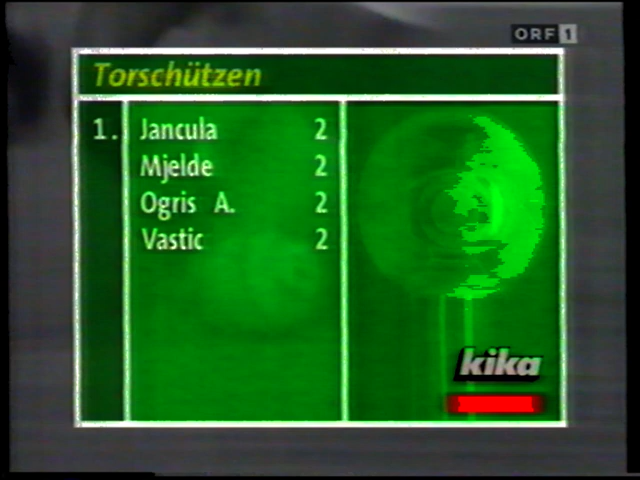 ORF 1
Torschützen
1. Jancula 2
Mjelde 2
Ogris A. 2
Vastic 2
kika